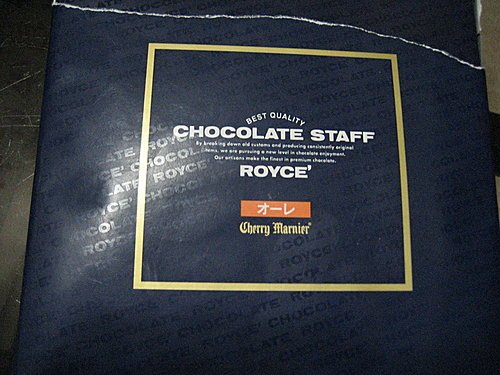 BEST QUALITY
CHOCOLATE STAFF
By breaking down old customs and producing consistently original
items, we are pursuing a new level in chocolate enjoyment.
Our artisans make the finest in premium chocolate.
ROYCE'
オーレ
Cherry Marnier